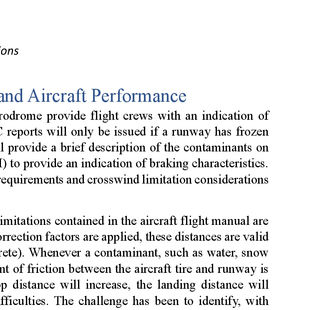 ions
and Aircraft Performance
rodrome provide flight crews with an indication of
reports will only be issued if a runway has frozen
l provide a brief description of the contaminants on
) to provide an indication of braking characteristics.
requirements and crosswind limitation considerations
imitations contained in the aircraft flight manual are
orrection factors are applied, these distances are valid
rete). Whenever a contaminant, such as water, snow
nt of friction between the aircraft tire and runway is
p distance will increase, the landing distance will
fficulties. The challenge has been to identify, with